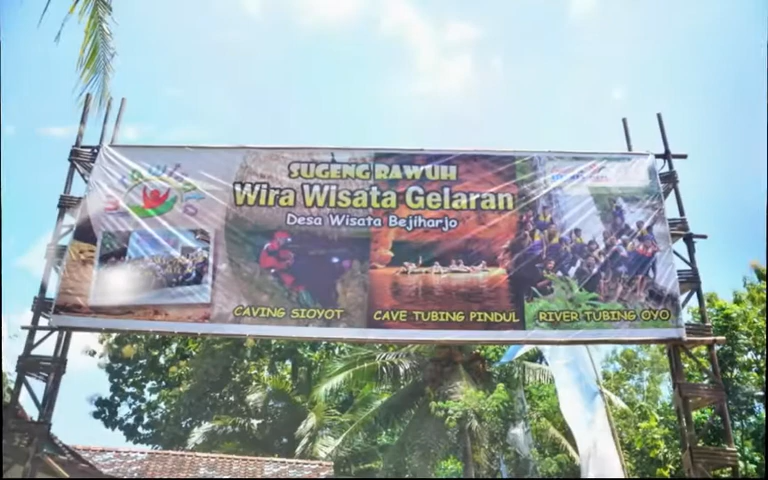 SUGENG RAWUH
Wira Wisata Gelaran
Desa Wisata Bejiharjo
CAVING SIOYOT
CAVE TUBING PINDUL
RIVER TUBING OYO